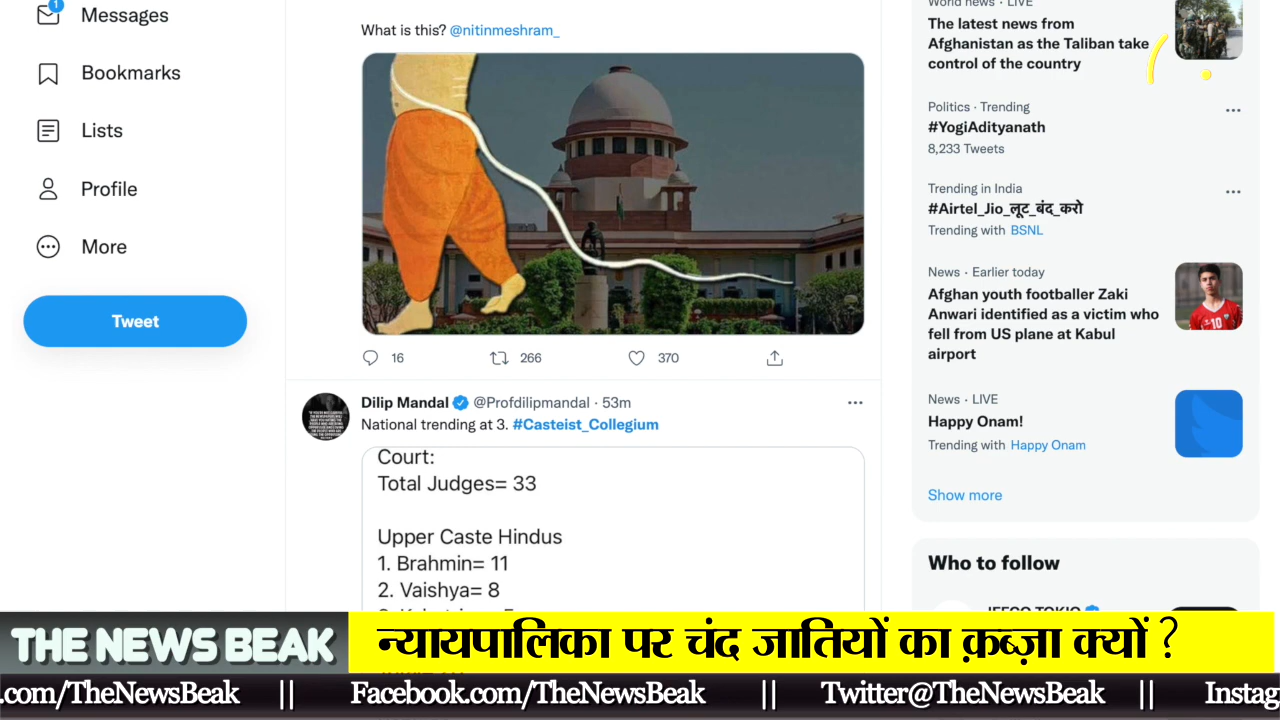 1
Messages
Bookmarks
Lists
Profile
More
Tweet
What is this? @nitinmeshram_
16 266 370
Dilip Mandal @Profdilipmandal · 53m
National trending at 3. #Casteist_Collegium
Court:
Total Judges= 33
Upper Caste Hindus
1. Brahmin= 11
2. Vaishya= 8
World news · LIVE
The latest news from
Afghanistan as the Taliban take
control of the country
Politics · Trending
#YogiAdityanath
8,233 Tweets
Trending in India
#Airtel_Jio_लूट_बंद_करो
Trending with BSNL
News · Earlier today
Afghan youth footballer Zaki
Anwari identified as a victim who
fell from US plane at Kabul
airport
10
News · LIVE
Happy Onam!
Trending with Happy Onam
Show more
Who to follow
THE NEWS BEAK
न्यायपालिका पर चंद जातियों का क़ब्ज़ा क्यों ?
.com/TheNewsBeak || Facebook.com/TheNewsBeak || Twitter@TheNewsBeak || Instag